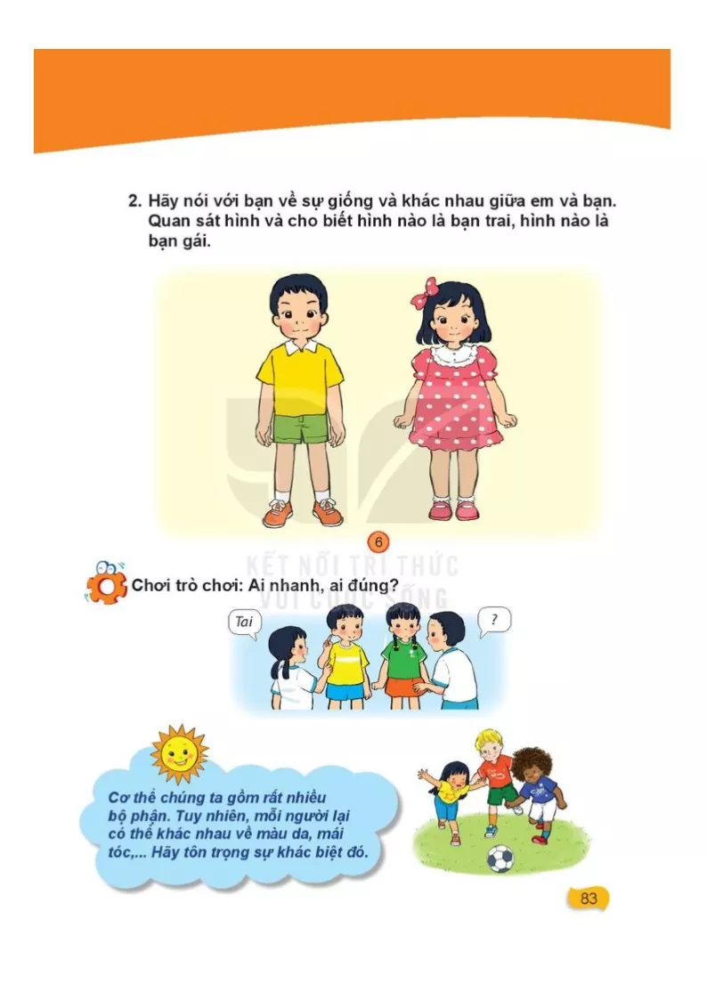 2. Hãy nói với bạn về sự giống và khác nhau giữa em và bạn.
Quan sát hình và cho biết hình nào là bạn trai, hình nào là
bạn gái.
6
KẾT NỐI TRI THỨC
VỚI CUỘC SỐNG
Chơi trò chơi: Ai nhanh, ai đúng?
Tai
?
Cơ thể chúng ta gồm rất nhiều
bộ phận. Tuy nhiên, mỗi người lại
có thể khác nhau về màu da, mái
tóc,... Hãy tôn trọng sự khác biệt đó.
83